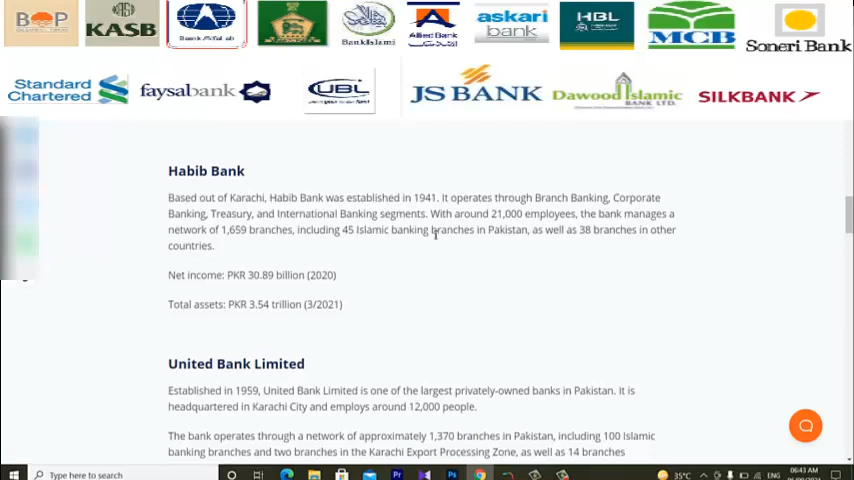 BOP
KASB
Bank Alfalah
BankIslami
Allied Bank
askari
bank
HBL
MCB
Soneri Bank
Standard
Chartered
faysalbank
UBL
JS BANK
Dawood Islamic
BANK LTD.
SILKBANK
Habib Bank
Based out of Karachi, Habib Bank was established in 1941. It operates through Branch Banking, Corporate
Banking, Treasury, and International Banking segments. With around 21,000 employees, the bank manages a
network of 1,659 branches, including 45 Islamic banking branches in Pakistan, as well as 38 branches in other
countries.
Net income: PKR 30.89 billion (2020)
Total assets: PKR 3.54 trillion (3/2021)
United Bank Limited
Established in 1959, United Bank Limited is one of the largest privately-owned banks in Pakistan. It is
headquartered in Karachi City and employs around 12,000 people.
The bank operates through a network of approximately 1,370 branches in Pakistan, including 100 Islamic
banking branches and two branches in the Karachi Export Processing Zone, as well as 14 branches
Type here to search
Pr
Ps
35°C
ENG
06:43 AM